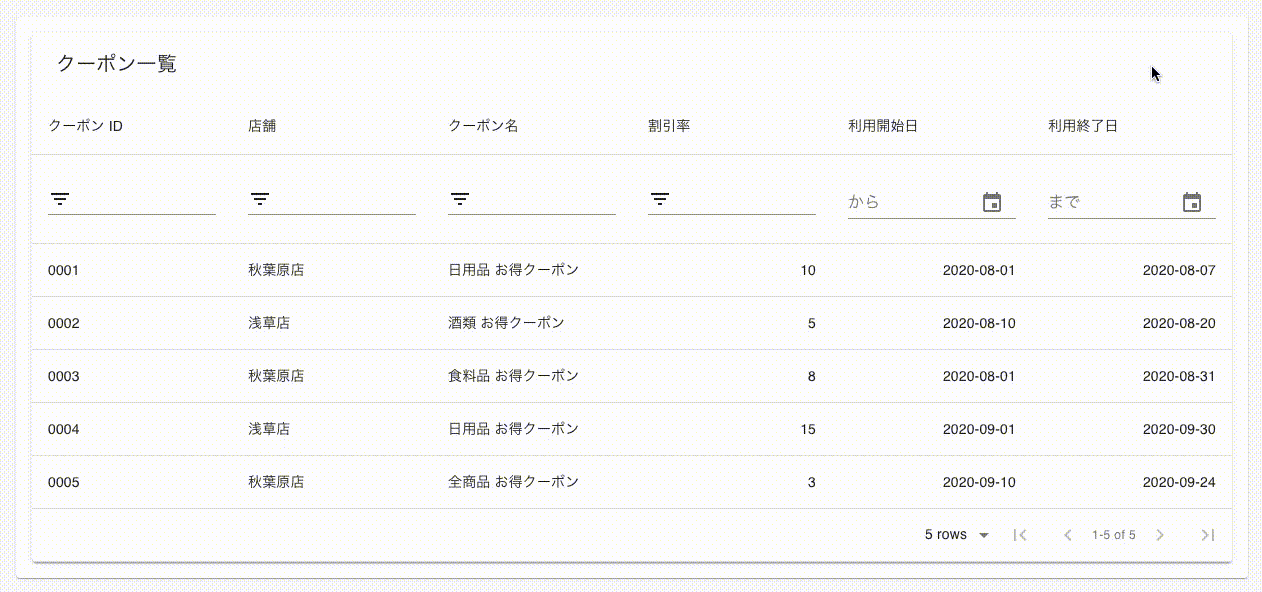 クーポン一覧
クーポン ID 店舗 クーポン名 割引率 利用開始日 利用終了日
から まで
0001 秋葉原店 日用品 お得クーポン 10 2020-08-01 2020-08-07
0002 浅草店 酒類 お得クーポン 5 2020-08-10 2020-08-20
0003 秋葉原店 食料品 お得クーポン 8 2020-08-01 2020-08-31
0004 浅草店 日用品 お得クーポン 15 2020-09-01 2020-09-30
0005 秋葉原店 全商品 お得クーポン 3 2020-09-10 2020-09-24
5 rows 1-5 of 5